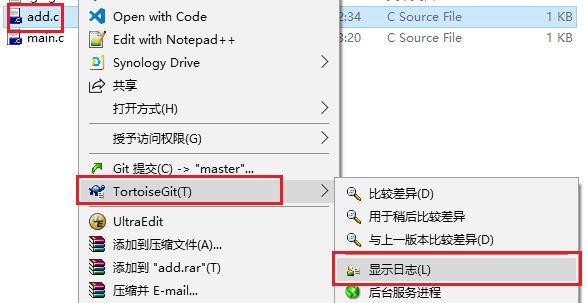 add.c
2:34
C Source File
1 KB
main.c
3:20
C Source File
1 KB
Open with Code
Edit with Notepad++
Synology Drive
共享
打开方式(H)
授予访问权限(G)
Git 提交(C) -> "master"...
TortoiseGit(T)
UltraEdit
添加到压缩文件(A)...
添加到 "add.rar"(T)
压缩并 E-mail...
比较差异(D)
用于稍后比较差异
与上一版本比较差异(D)
显示日志(L)
后台服务进程